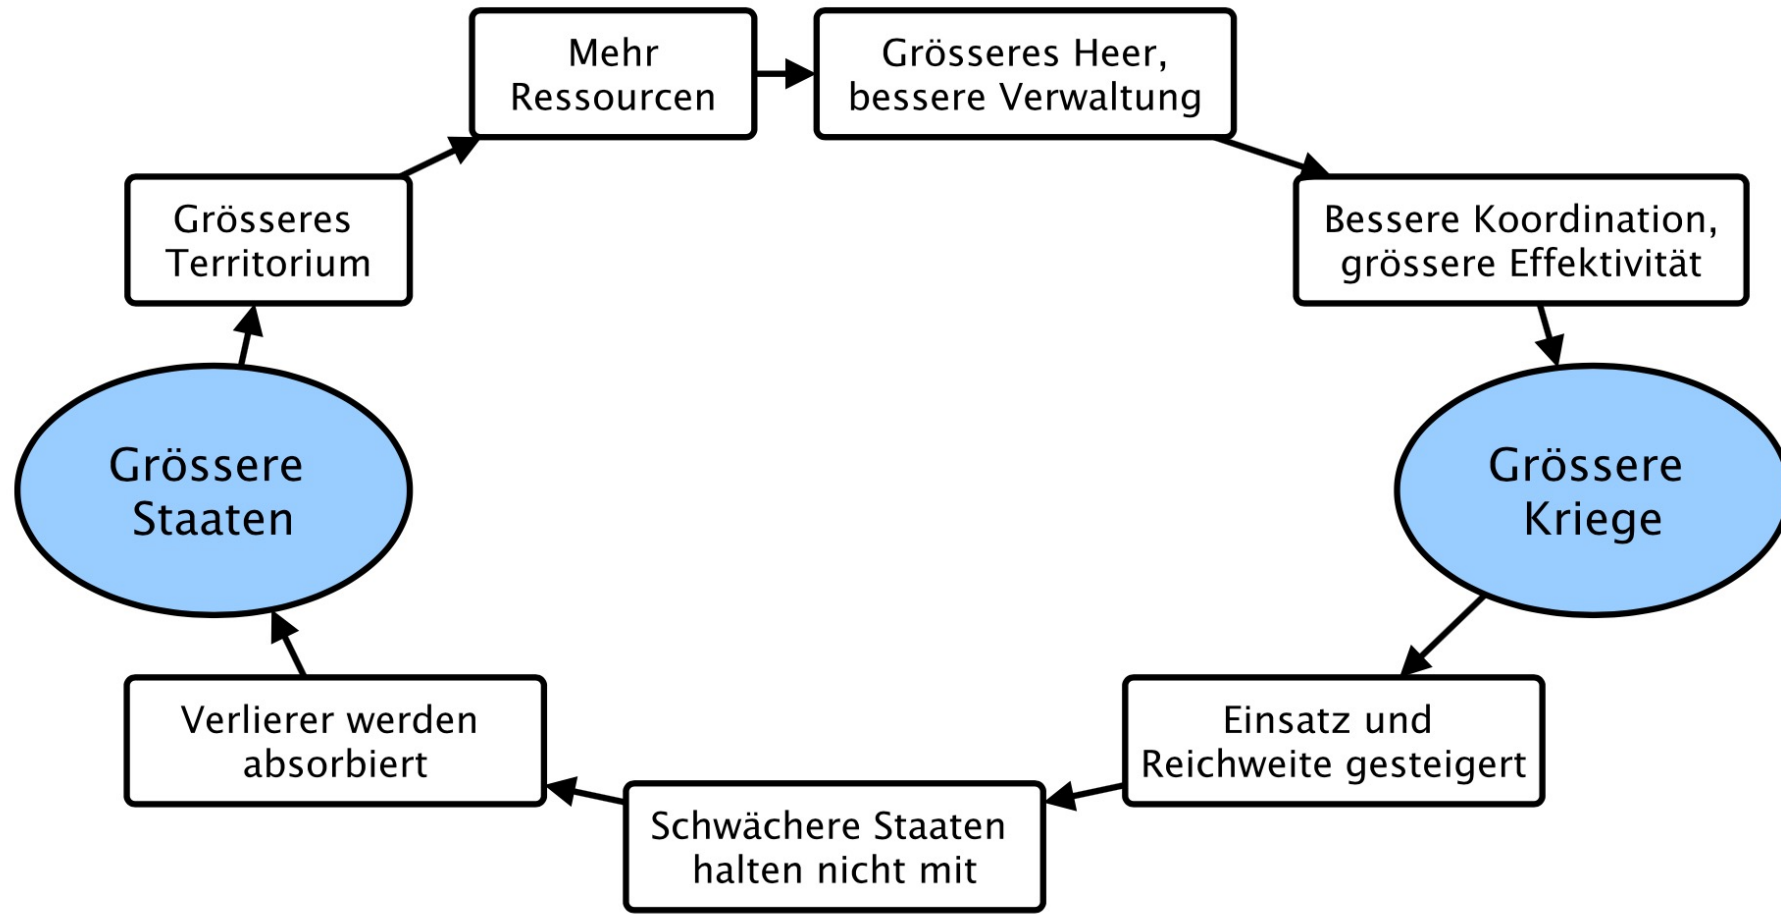 Mehr
Ressourcen
Grösseres Heer,
bessere Verwaltung
Grösseres
Territorium
Bessere Koordination,
grössere Effektivität
Grössere
Staaten
Grössere
Kriege
Verlierer werden
absorbiert
Einsatz und
Reichweite gesteigert
Schwächere Staaten
halten nicht mit